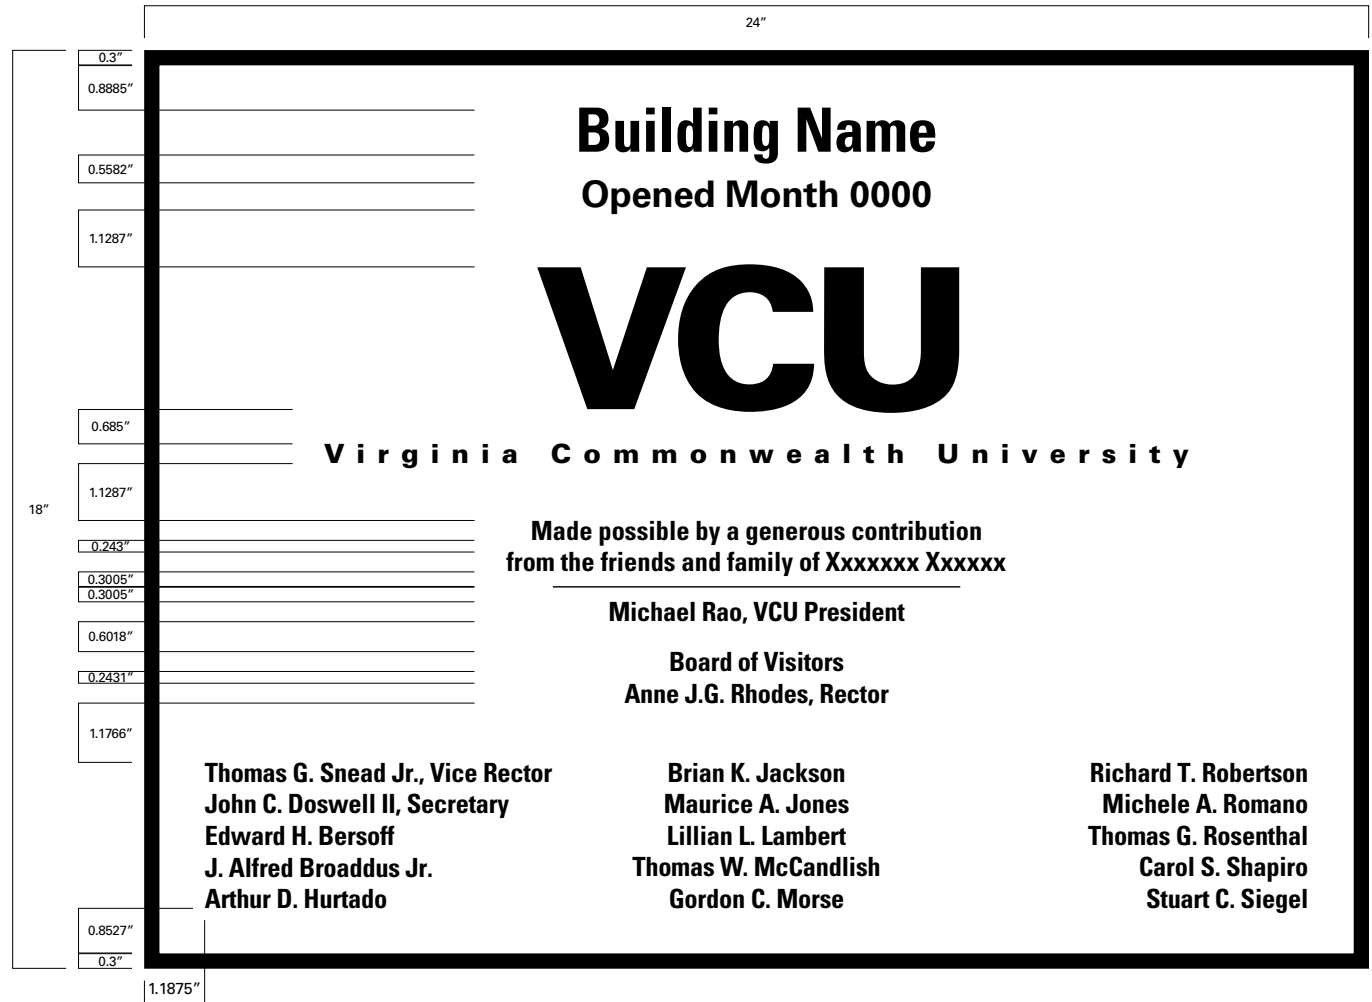 24″
0.3″
0.8885″
Building Name
0.5582″
Opened Month 0000
1.1287″
VCU
0.685″
Virginia Commonwealth University
1.1287″
18″
Made possible by a generous contribution
0.243″
from the friends and family of Xxxxxxx Xxxxxx
0.3005″
0.3005″
Michael Rao, VCU President
0.6018″
Board of Visitors
0.2431″
Anne J.G. Rhodes, Rector
1.1766″
Thomas G. Snead Jr., Vice Rector
John C. Doswell II, Secretary
Edward H. Bersoff
J. Alfred Broaddus Jr.
Arthur D. Hurtado
Brian K. Jackson
Maurice A. Jones
Lillian L. Lambert
Thomas W. McCandlish
Gordon C. Morse
Richard T. Robertson
Michele A. Romano
Thomas G. Rosenthal
Carol S. Shapiro
Stuart C. Siegel
0.8527″
0.3″
1.1875″